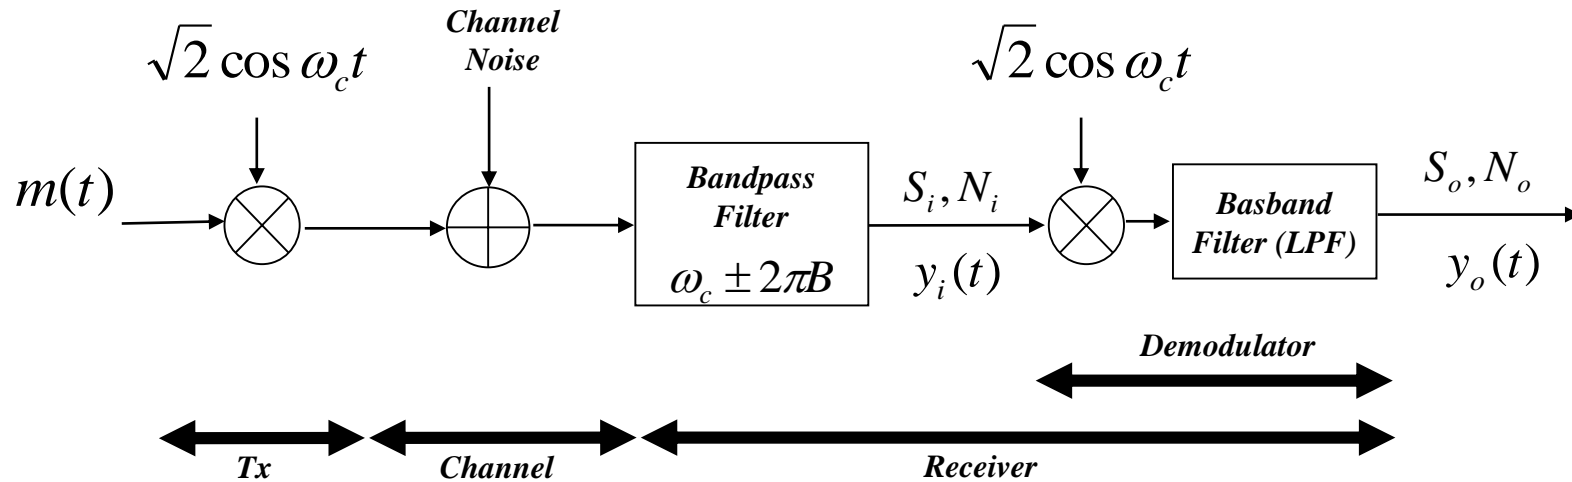 Channel
Noise
√2 cos ω_c t
√2 cos ω_c t
m(t)
Bandpass
Filter
ω_c ± 2πB
S_i, N_i
y_i(t)
Basband
Filter (LPF)
S_o, N_o
y_o(t)
Demodulator
Tx
Channel
Receiver